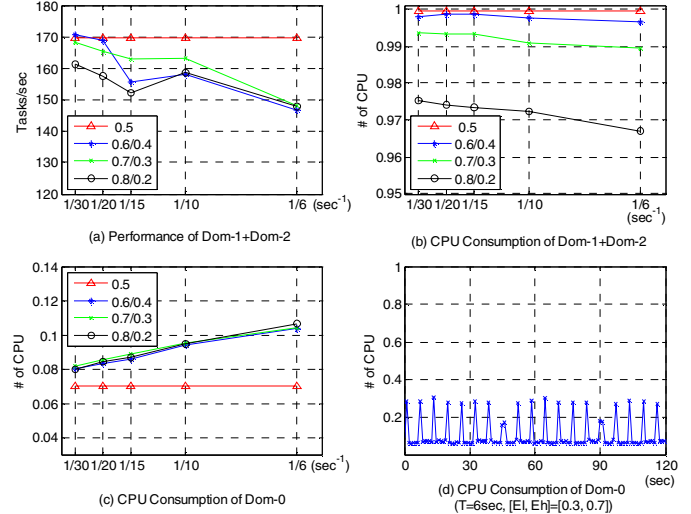 180
170
160
150
140
130
120
Tasks/sec
0.5
0.6/0.4
0.7/0.3
0.8/0.2
1/30 1/20 1/15 1/10 1/6 (sec⁻¹)
(a) Performance of Dom-1+Dom-2
1
0.99
0.98
0.97
0.96
0.95
# of CPU
0.5
0.6/0.4
0.7/0.3
0.8/0.2
1/30 1/20 1/15 1/10 1/6
(sec⁻¹)
(b) CPU Consumption of Dom-1+Dom-2
0.14
0.12
0.1
0.08
0.06
0.04
# of CPU
0.5
0.6/0.4
0.7/0.3
0.8/0.2
1/30 1/20 1/15 1/10 1/6 (sec⁻¹)
(c) CPU Consumption of Dom-0
1
0.8
0.6
0.4
0.2
# of CPU
0 30 60 90 120
(sec)
(d) CPU Consumption of Dom-0
(T=6sec, [El, Eh]=[0.3, 0.7])